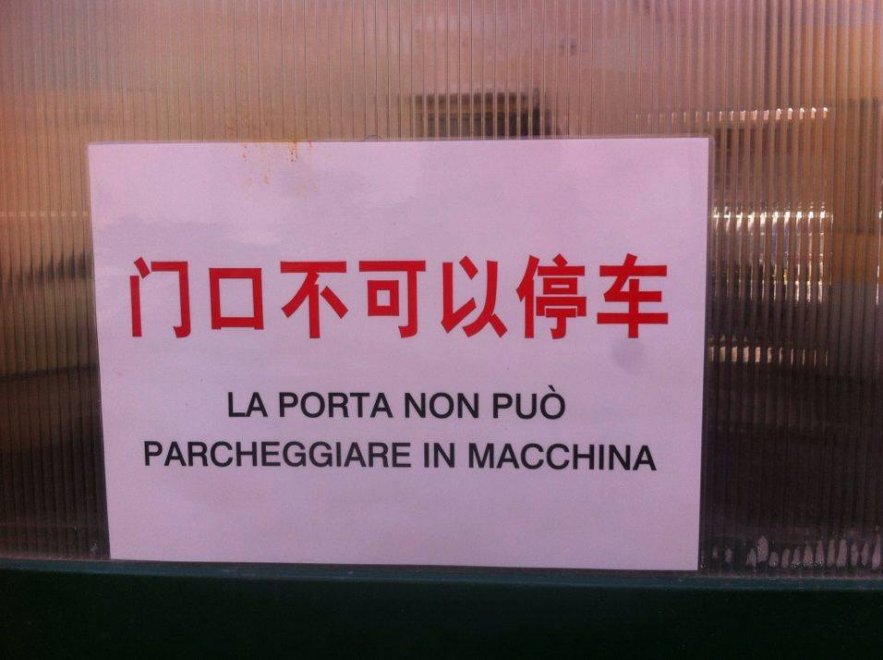 门口不可以停车
LA PORTA NON PUÒ
PARCHEGGIARE IN MACCHINA